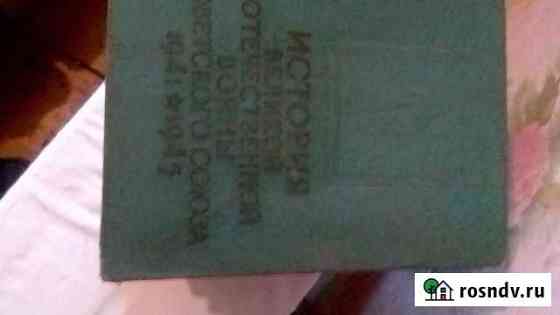 ИСТОРИЯ
ВЕЛИКОЙ
ОТЕЧЕСТВЕННОЙ
ВОЙНЫ
СОВЕТСКОГО СОЮЗА
1941★1945
rosndv.ru